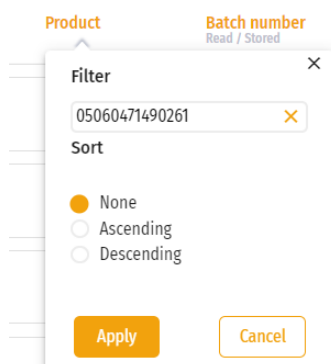 Product
Batch number
Read / Stored
Filter
05060471490261
Sort
None
Ascending
Descending
Apply
Cancel